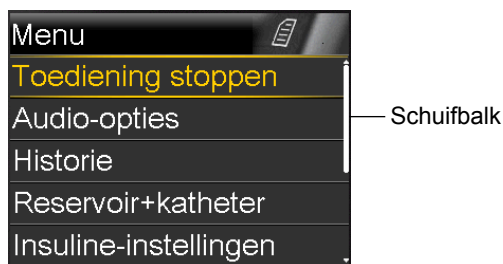 Menu
Toediening stoppen
Audio-opties
Schuifbalk
Historie
Reservoir+katheter
Insuline-instellingen